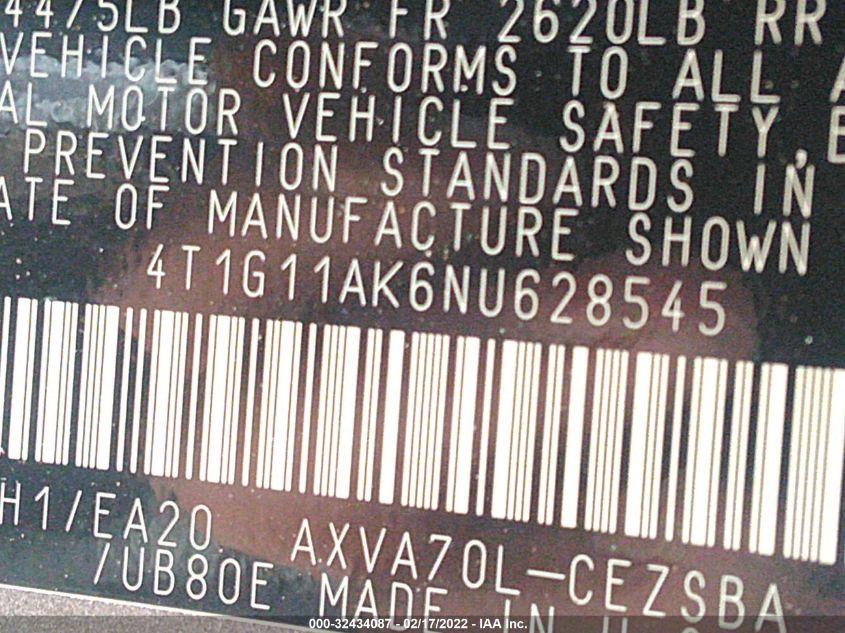 4475LB GAWR FR 2620LB RR
VEHICLE CONFORMS TO ALL A
AL MOTOR VEHICLE SAFETY, B
PREVENTION STANDARDS IN
ATE OF MANUFACTURE SHOWN
4T1G11AK6NU628545
H1/EA20 AXVA70L-CEZSBA
/UB80E MADE IN U.S.A
000-32434087 - 02/17/2022 - IAA Inc.